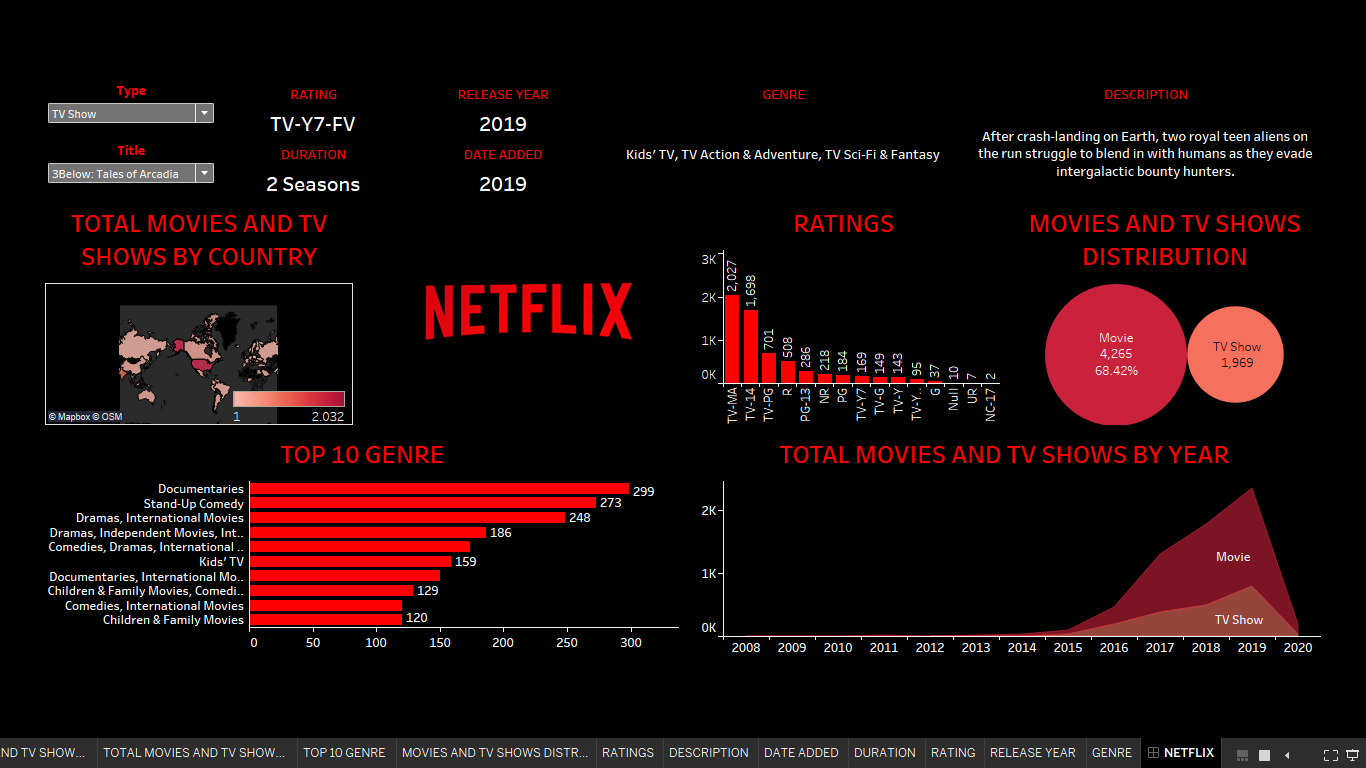 Type
TV Show
Title
3Below: Tales of Arcadia
RATING
TV-Y7-FV
DURATION
2 Seasons
RELEASE YEAR
2019
DATE ADDED
2019
GENRE
Kids' TV, TV Action & Adventure, TV Sci-Fi & Fantasy
DESCRIPTION
After crash-landing on Earth, two royal teen aliens on
the run struggle to blend in with humans as they evade
intergalactic bounty hunters.
TOTAL MOVIES AND TV
SHOWS BY COUNTRY
© Mapbox © OSM
1
2.032
NETFLIX
RATINGS
3K
2K
1K
0K
2,027
1,698
701
508
286
218
184
169
149
143
95
37
10
7
2
TV-MA
TV-14
TV-PG
R
PG-13
NR
PG
TV-Y7
TV-G
TV-Y
TV-Y..
G
Null
UR
NC-17
MOVIES AND TV SHOWS
DISTRIBUTION
Movie
4,265
68.42%
TV Show
1,969
TOP 10 GENRE
Documentaries 299
Stand-Up Comedy 273
Dramas, International Movies 248
Dramas, Independent Movies, Int.. 186
Comedies, Dramas, International ..
Kids' TV 159
Documentaries, International Mo..
Children & Family Movies, Comedi.. 129
Comedies, International Movies
Children & Family Movies 120
0 50 100 150 200 250 300
TOTAL MOVIES AND TV SHOWS BY YEAR
2K
1K
0K
Movie
TV Show
2008 2009 2010 2011 2012 2013 2014 2015 2016 2017 2018 2019 2020
ND TV SHOW... TOTAL MOVIES AND TV SHOW... TOP 10 GENRE MOVIES AND TV SHOWS DISTR... RATINGS DESCRIPTION DATE ADDED DURATION RATING RELEASE YEAR GENRE NETFLIX